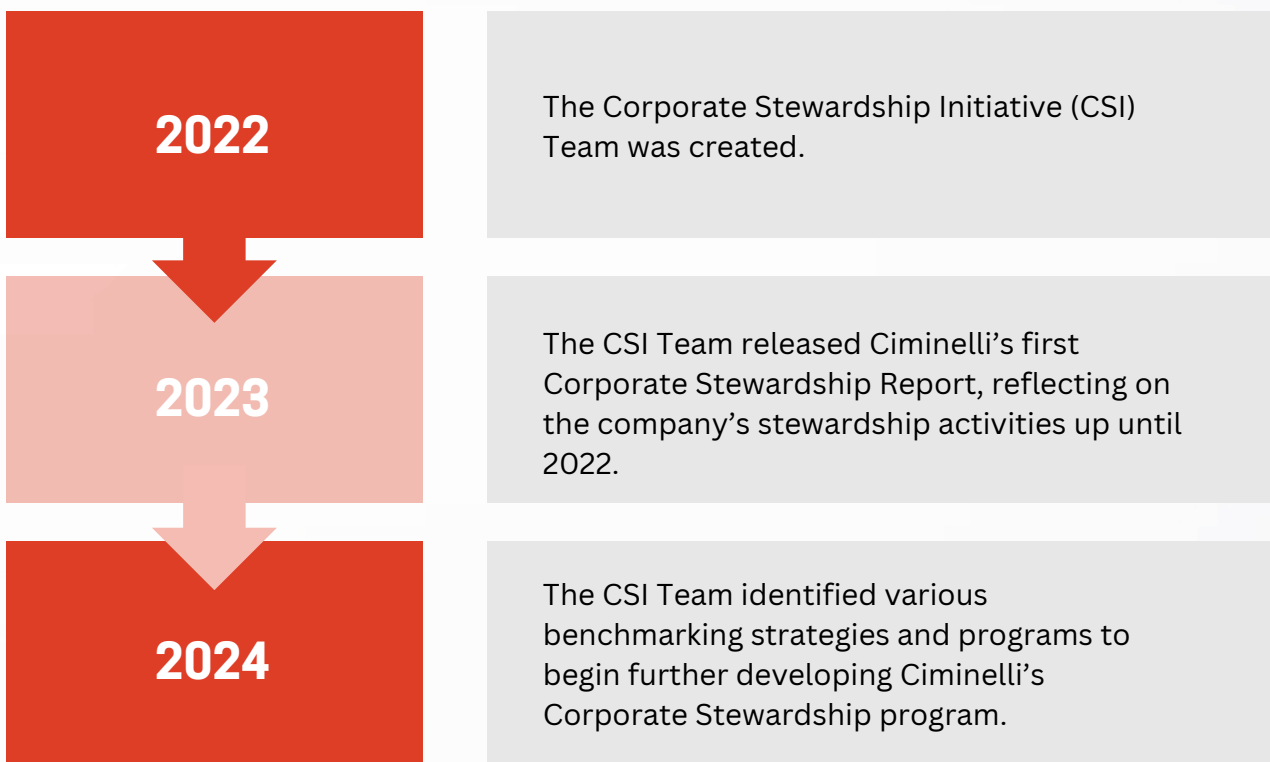 2022
The Corporate Stewardship Initiative (CSI)
Team was created.
2023
The CSI Team released Ciminelli’s first
Corporate Stewardship Report, reflecting on
the company’s stewardship activities up until
2022.
2024
The CSI Team identified various
benchmarking strategies and programs to
begin further developing Ciminelli’s
Corporate Stewardship program.